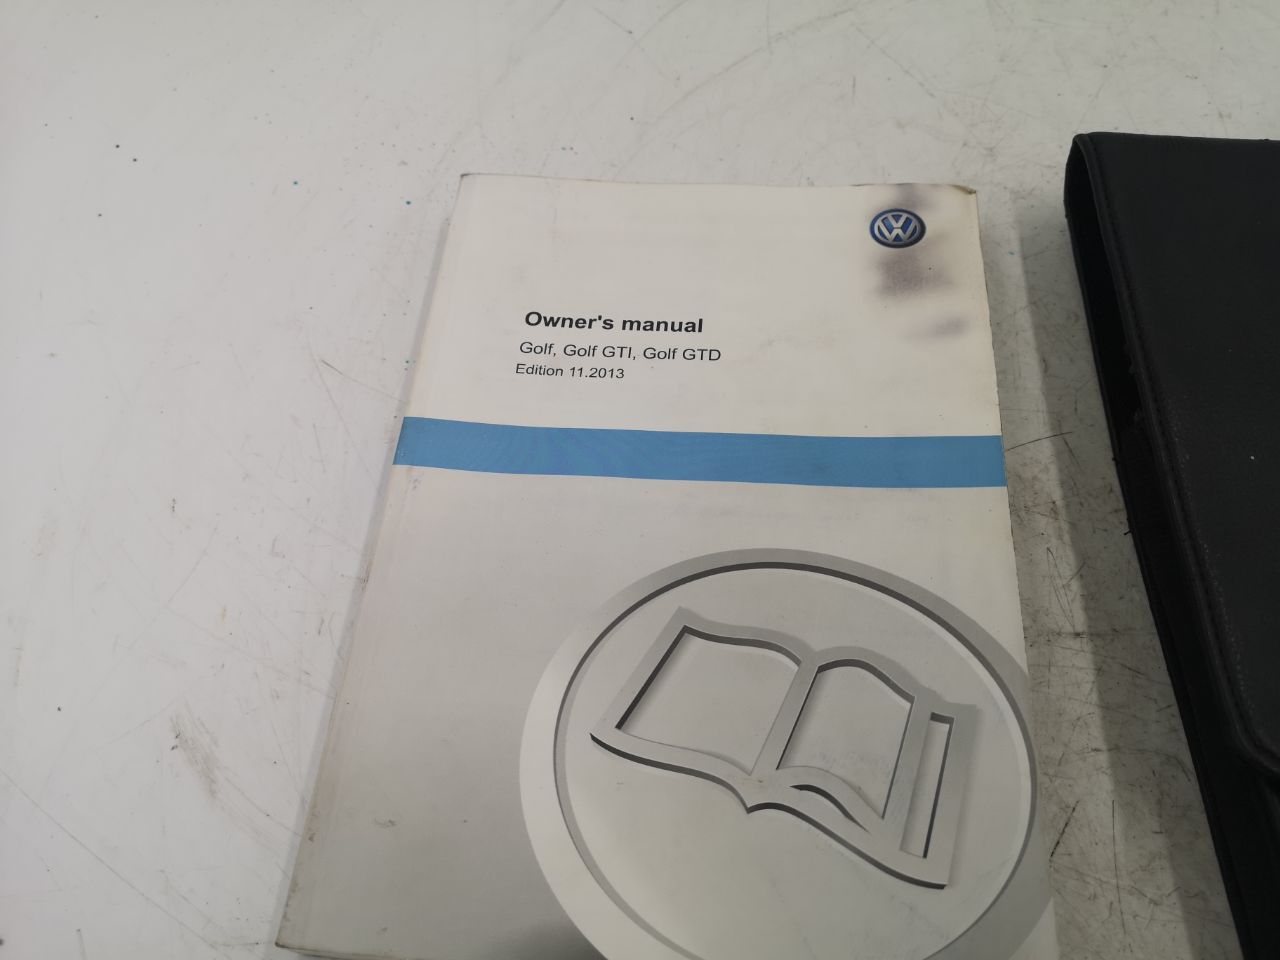 Owner's manual
Golf, Golf GTI, Golf GTD
Edition 11.2013